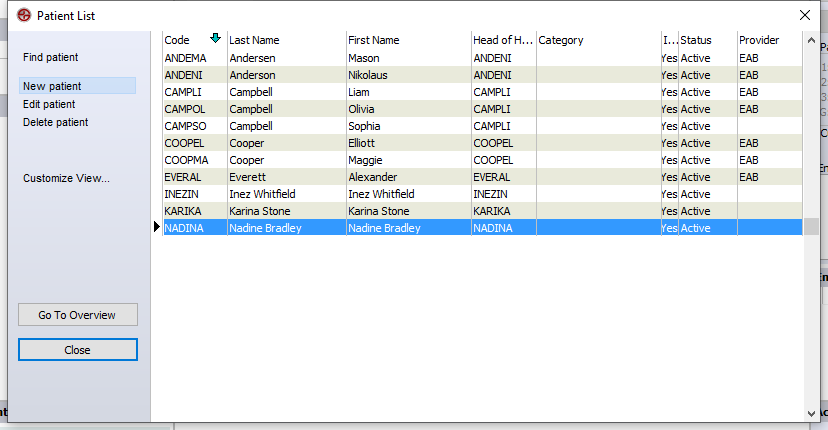 Patient List
Find patient
New patient
Edit patient
Delete patient
Customize View...
Go To Overview
Close
Code Last Name First Name Head of H... Category I... Status Provider
ANDEMA Andersen Mason ANDENI Yes Active EAB
ANDENI Anderson Nikolaus ANDENI Yes Active EAB
CAMPLI Campbell Liam CAMPLI Yes Active EAB
CAMPOL Campbell Olivia CAMPLI Yes Active EAB
CAMPSO Campbell Sophia CAMPLI Yes Active
COOPEL Cooper Elliott COOPEL Yes Active EAB
COOPMA Cooper Maggie COOPEL Yes Active EAB
EVERAL Everett Alexander EVERAL Yes Active EAB
INEZIN Inez Whitfield Inez Whitfield INEZIN Yes Active
KARIKA Karina Stone Karina Stone KARIKA Yes Active
NADINA Nadine Bradley Nadine Bradley NADINA Yes Active